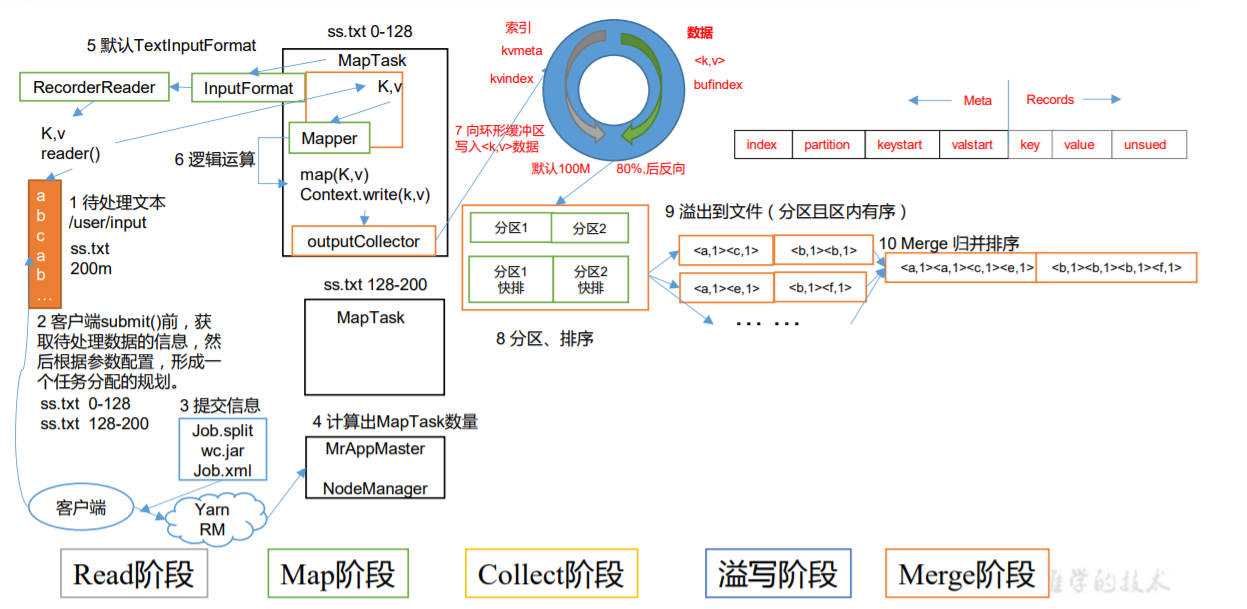 ss.txt 0-128
5 默认TextInputFormat
MapTask
RecorderReader
InputFormat
K,v
Mapper
K,v
reader()
6 逻辑运算
map(K,v)
Context.write(k,v)
outputCollector
a
b
c
a
b
...
1 待处理文本
/user/input
ss.txt
200m
索引
kvmeta
kvindex
数据
<k,v>
bufindex
7 向环形缓冲区
写入<k,v>数据
默认100M
80%,后反向
Meta
Records
index
partition
keystart
valstart
key
value
unsued
分区1
分区2
分区1
快排
分区2
快排
8 分区、排序
9 溢出到文件（分区且区内有序）
<a,1><c,1>
<b,1><b,1>
<a,1><e,1>
<b,1><f,1>
... ...
10 Merge 归并排序
<a,1><a,1><c,1><e,1>
<b,1><b,1><b,1><f,1>
ss.txt 128-200
MapTask
2 客户端submit()前，获
取待处理数据的信息，然
后根据参数配置，形成一
个任务分配的规划。
ss.txt 0-128
ss.txt 128-200
3 提交信息
Job.split
wc.jar
Job.xml
4 计算出MapTask数量
MrAppMaster
NodeManager
客户端
Yarn
RM
Read阶段
Map阶段
Collect阶段
溢写阶段
Merge阶段
学的技术